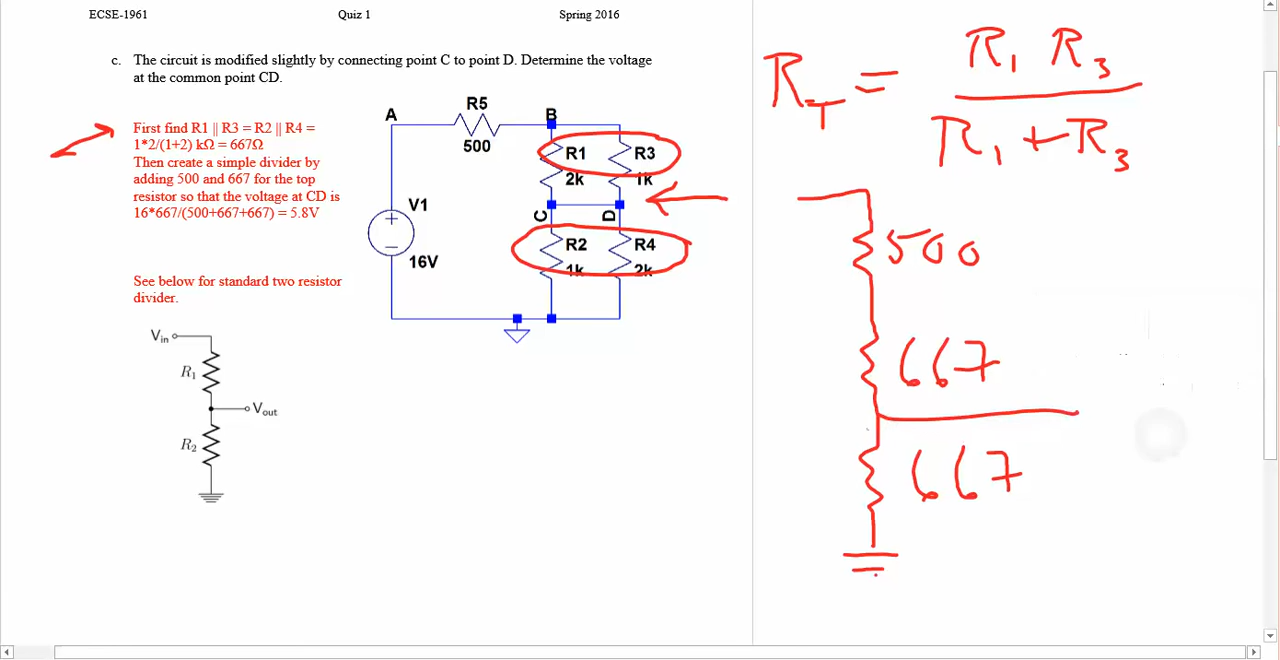 ECSE-1961 Quiz 1 Spring 2016
c. The circuit is modified slightly by connecting point C to point D. Determine the voltage
at the common point CD.
First find R1 || R3 = R2 || R4 =
1*2/(1+2) kΩ = 667Ω
Then create a simple divider by
adding 500 and 667 for the top
resistor so that the voltage at CD is
16*667/(500+667+667) = 5.8V
See below for standard two resistor
divider.
Vin
R1
Vout
R2
A
R5
B
500
R1
R3
2k
1k
V1
C
D
R2
R4
16V
1k
2k
RT = R1 R3
R1 + R3
500
667
667